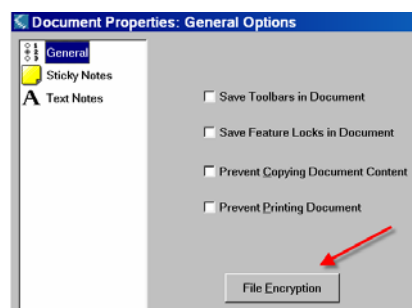 Document Properties: General Options
General
Sticky Notes
A Text Notes
Save Toolbars in Document
Save Feature Locks in Document
Prevent Copying Document Content
Prevent Printing Document
File Encryption